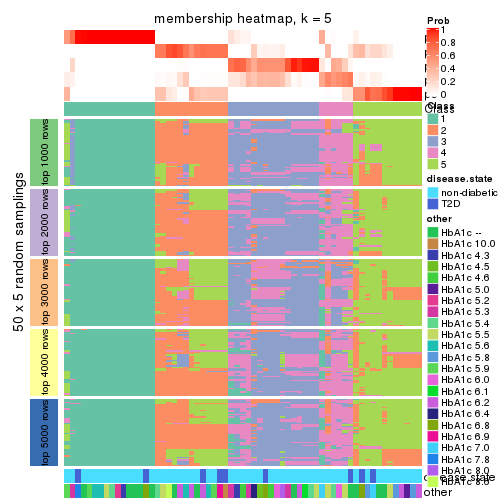 membership heatmap, k = 5
50 x 5 random samplings
top 1000 rows
top 2000 rows
top 3000 rows
top 4000 rows
top 5000 rows
Prob
1
0.8
0.6
0.4
0.2
0
Class
Class
1
2
3
4
5
disease.state
non-diabetic
T2D
other
HbA1c --
HbA1c 10.0
HbA1c 4.3
HbA1c 4.5
HbA1c 4.6
HbA1c 5.0
HbA1c 5.2
HbA1c 5.3
HbA1c 5.4
HbA1c 5.5
HbA1c 5.6
HbA1c 5.8
HbA1c 5.9
HbA1c 6.0
HbA1c 6.1
HbA1c 6.2
HbA1c 6.4
HbA1c 6.8
HbA1c 6.9
HbA1c 7.0
HbA1c 7.8
HbA1c 8.0
HbA1c 8.6
disease.state
other